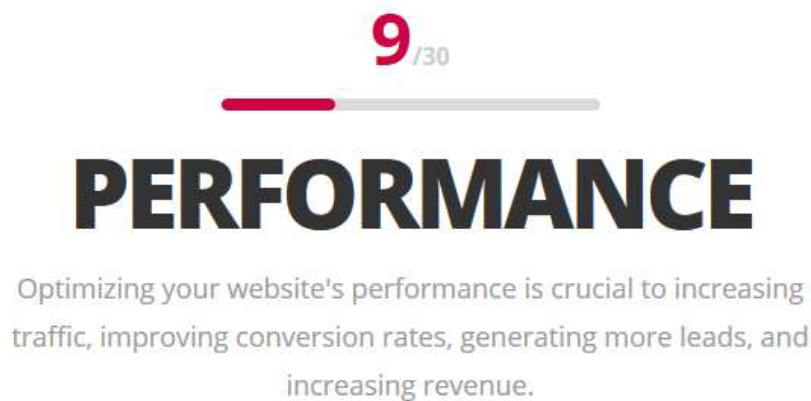 9/30
PERFORMANCE
Optimizing your website's performance is crucial to increasing
traffic, improving conversion rates, generating more leads, and
increasing revenue.